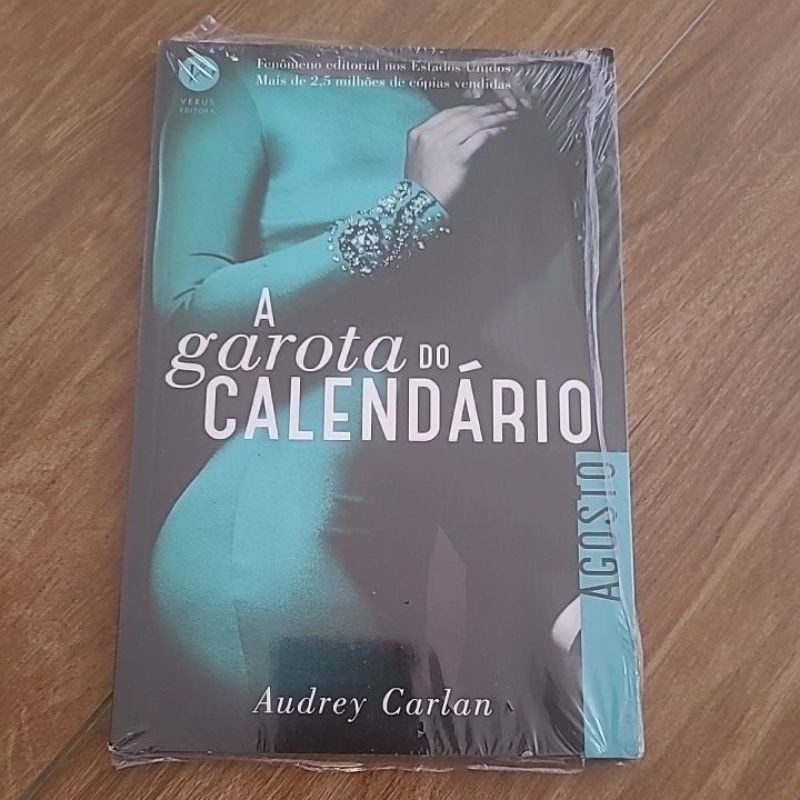 Fenômeno editorial nos Estados Unidos
Mais de 2,5 milhões de cópias vendidas
VERUS
EDITORA
A
garota DO
CALENDÁRIO
AGOSTO
Audrey Carlan